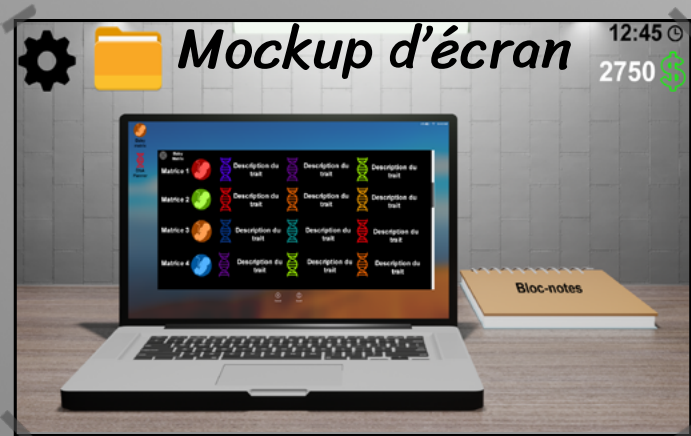 Mockup d'écran
12:45
2750 $
Baby
Matrix
Matrice 1
Description du
trait
Description du
trait
Description du
trait
Matrice 2
Description du
trait
Description du
trait
Description du
trait
Matrice 3
Description du
trait
Description du
trait
Description du
trait
Matrice 4
Description du
trait
Description du
trait
Description du
trait
Bloc-notes